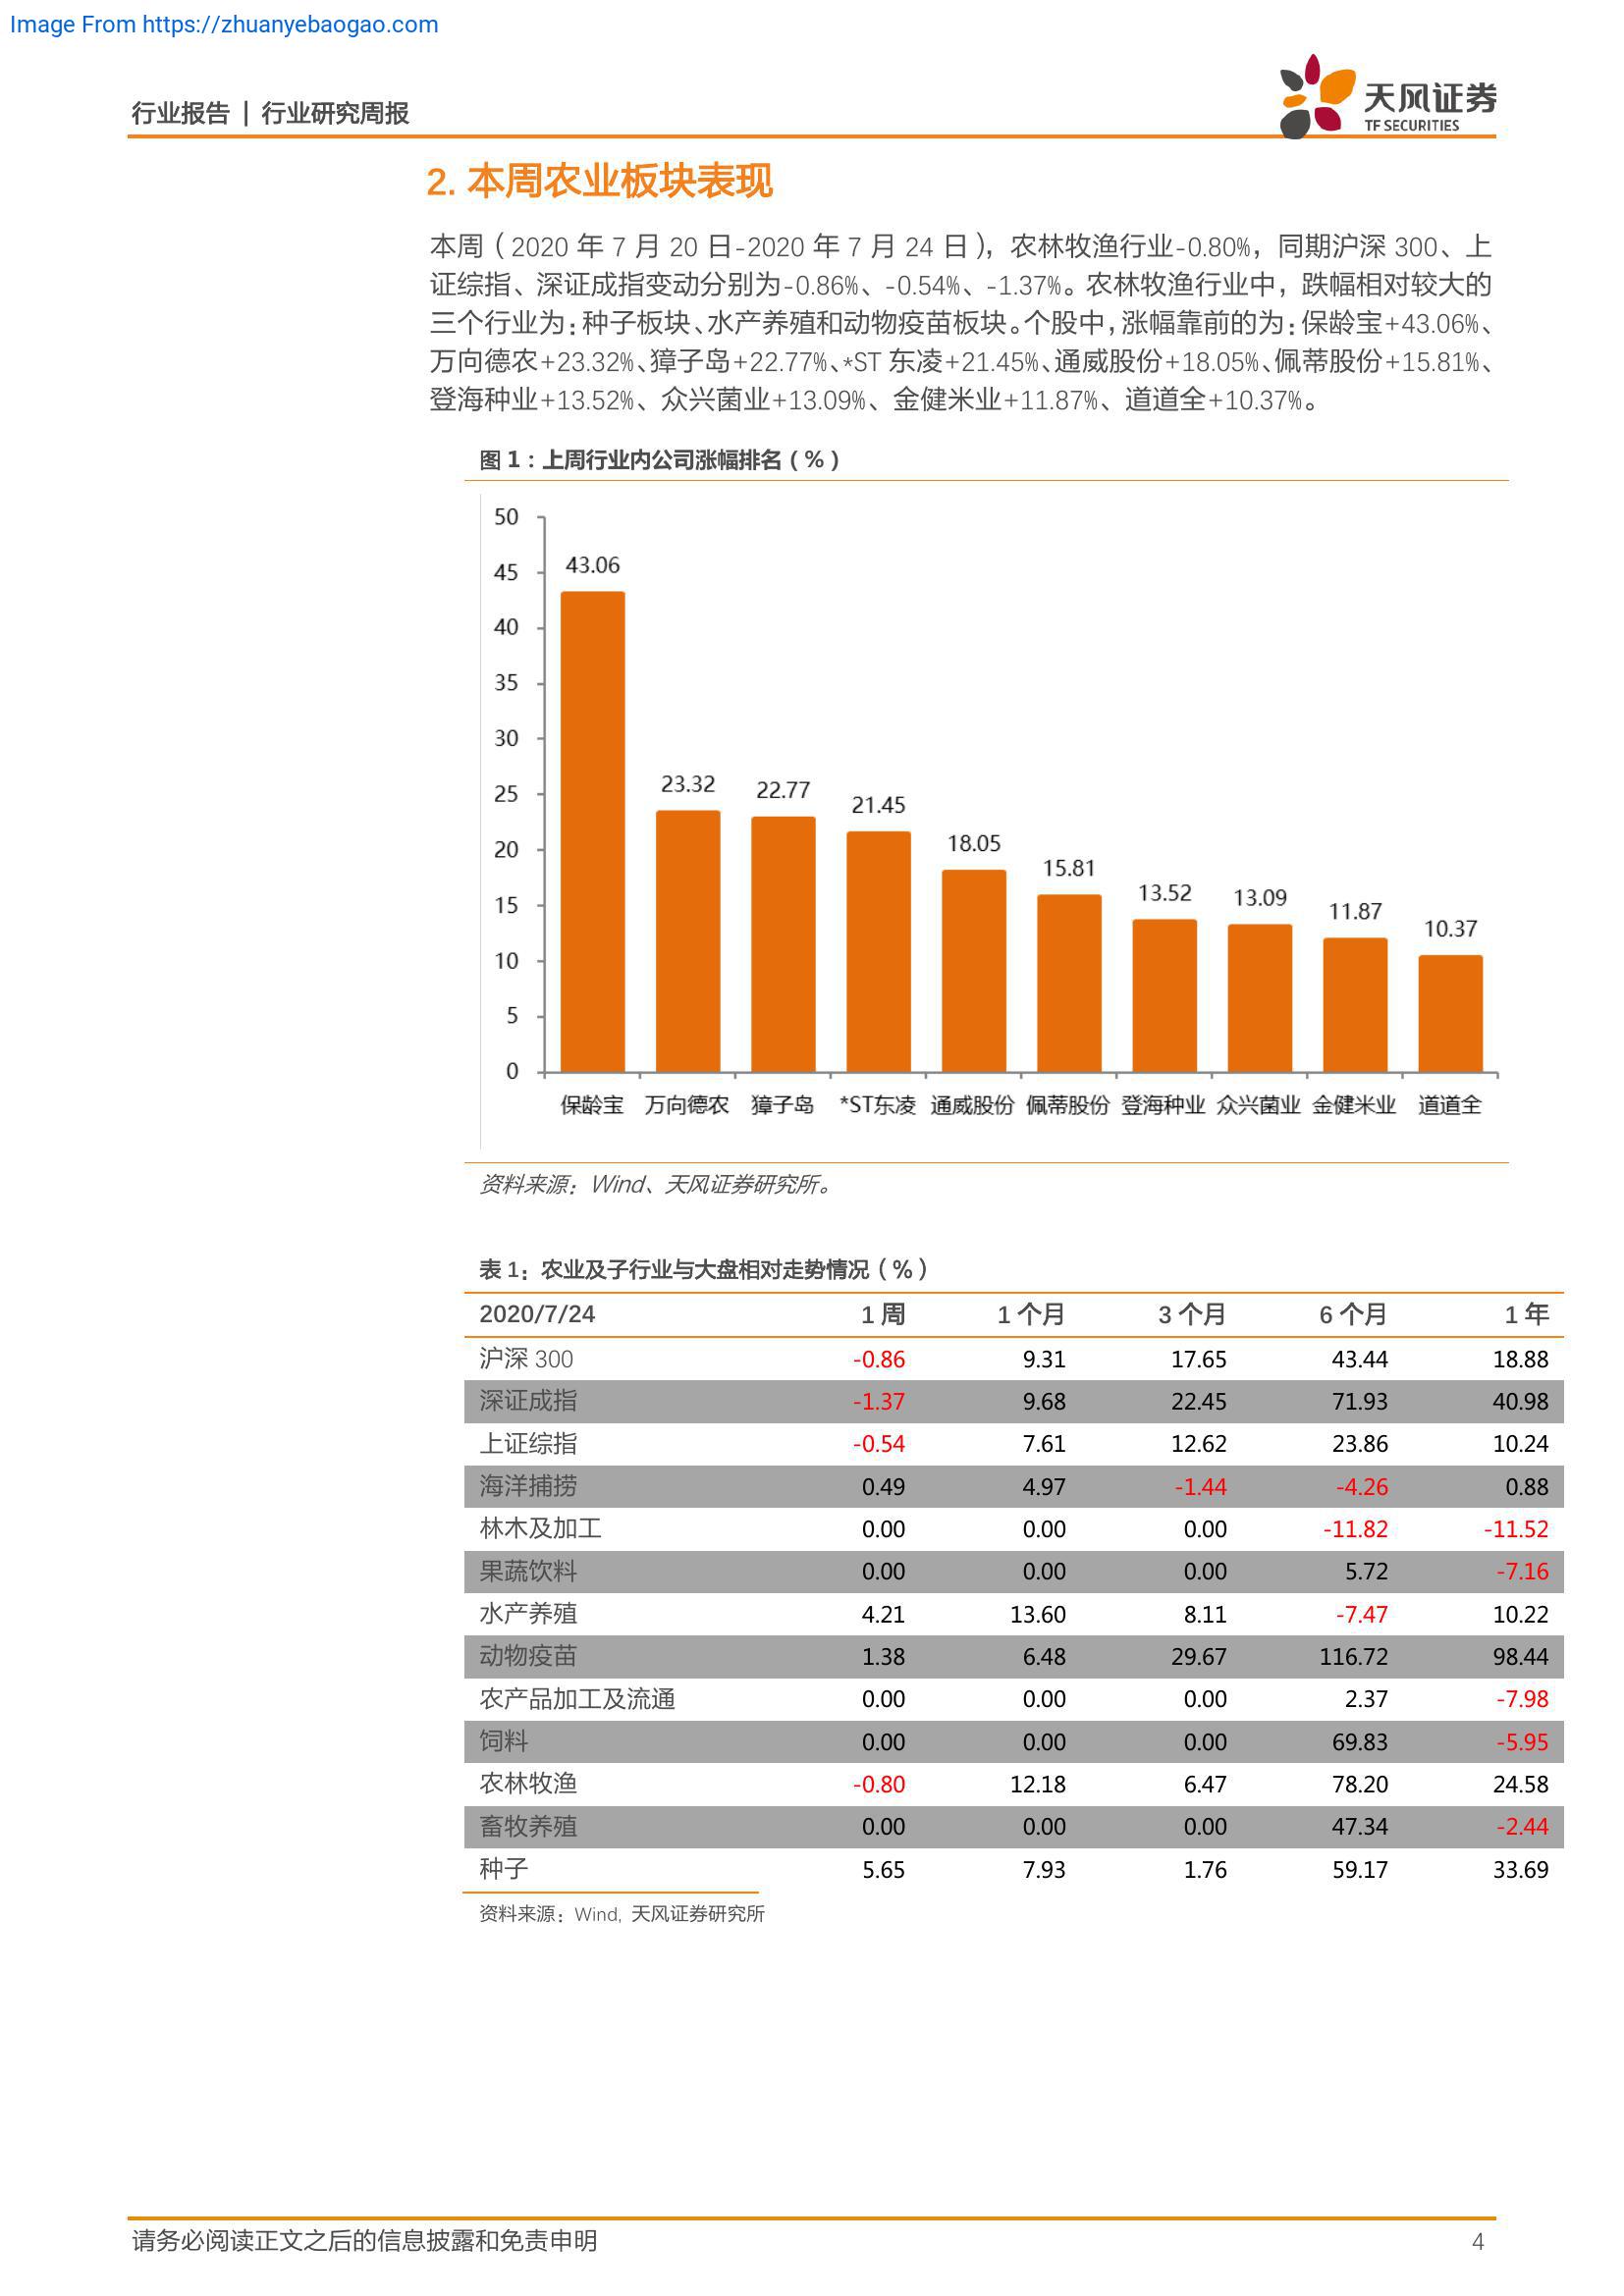 Image From https://zhuanyebaogao.com
行业报告 | 行业研究周报
天风证券
TF SECURITIES
2. 本周农业板块表现
本周（2020 年 7 月 20 日-2020 年 7 月 24 日），农林牧渔行业-0.80%，同期沪深 300、上
证综指、深证成指变动分别为-0.86%、-0.54%、-1.37%。农林牧渔行业中，跌幅相对较大的
三个行业为：种子板块、水产养殖和动物疫苗板块。个股中，涨幅靠前的为：保龄宝+43.06%、
万向德农+23.32%、獐子岛+22.77%、*ST 东凌+21.45%、通威股份+18.05%、佩蒂股份+15.81%、
登海种业+13.52%、众兴菌业+13.09%、金健米业+11.87%、道道全+10.37%。
图 1：上周行业内公司涨幅排名（%）
50
45
40
35
30
25
20
15
10
5
0
43.06
23.32
22.77
21.45
18.05
15.81
13.52
13.09
11.87
10.37
保龄宝 万向德农 獐子岛 *ST东凌 通威股份 佩蒂股份 登海种业 众兴菌业 金健米业 道道全
资料来源：Wind、天风证券研究所。
表 1：农业及子行业与大盘相对走势情况（%）
2020/7/24 1 周 1 个月 3 个月 6 个月 1 年
沪深 300 -0.86 9.31 17.65 43.44 18.88
深证成指 -1.37 9.68 22.45 71.93 40.98
上证综指 -0.54 7.61 12.62 23.86 10.24
海洋捕捞 0.49 4.97 -1.44 -4.26 0.88
林木及加工 0.00 0.00 0.00 -11.82 -11.52
果蔬饮料 0.00 0.00 0.00 5.72 -7.16
水产养殖 4.21 13.60 8.11 -7.47 10.22
动物疫苗 1.38 6.48 29.67 116.72 98.44
农产品加工及流通 0.00 0.00 0.00 2.37 -7.98
饲料 0.00 0.00 0.00 69.83 -5.95
农林牧渔 -0.80 12.18 6.47 78.20 24.58
畜牧养殖 0.00 0.00 0.00 47.34 -2.44
种子 5.65 7.93 1.76 59.17 33.69
资料来源：Wind, 天风证券研究所
请务必阅读正文之后的信息披露和免责申明 4